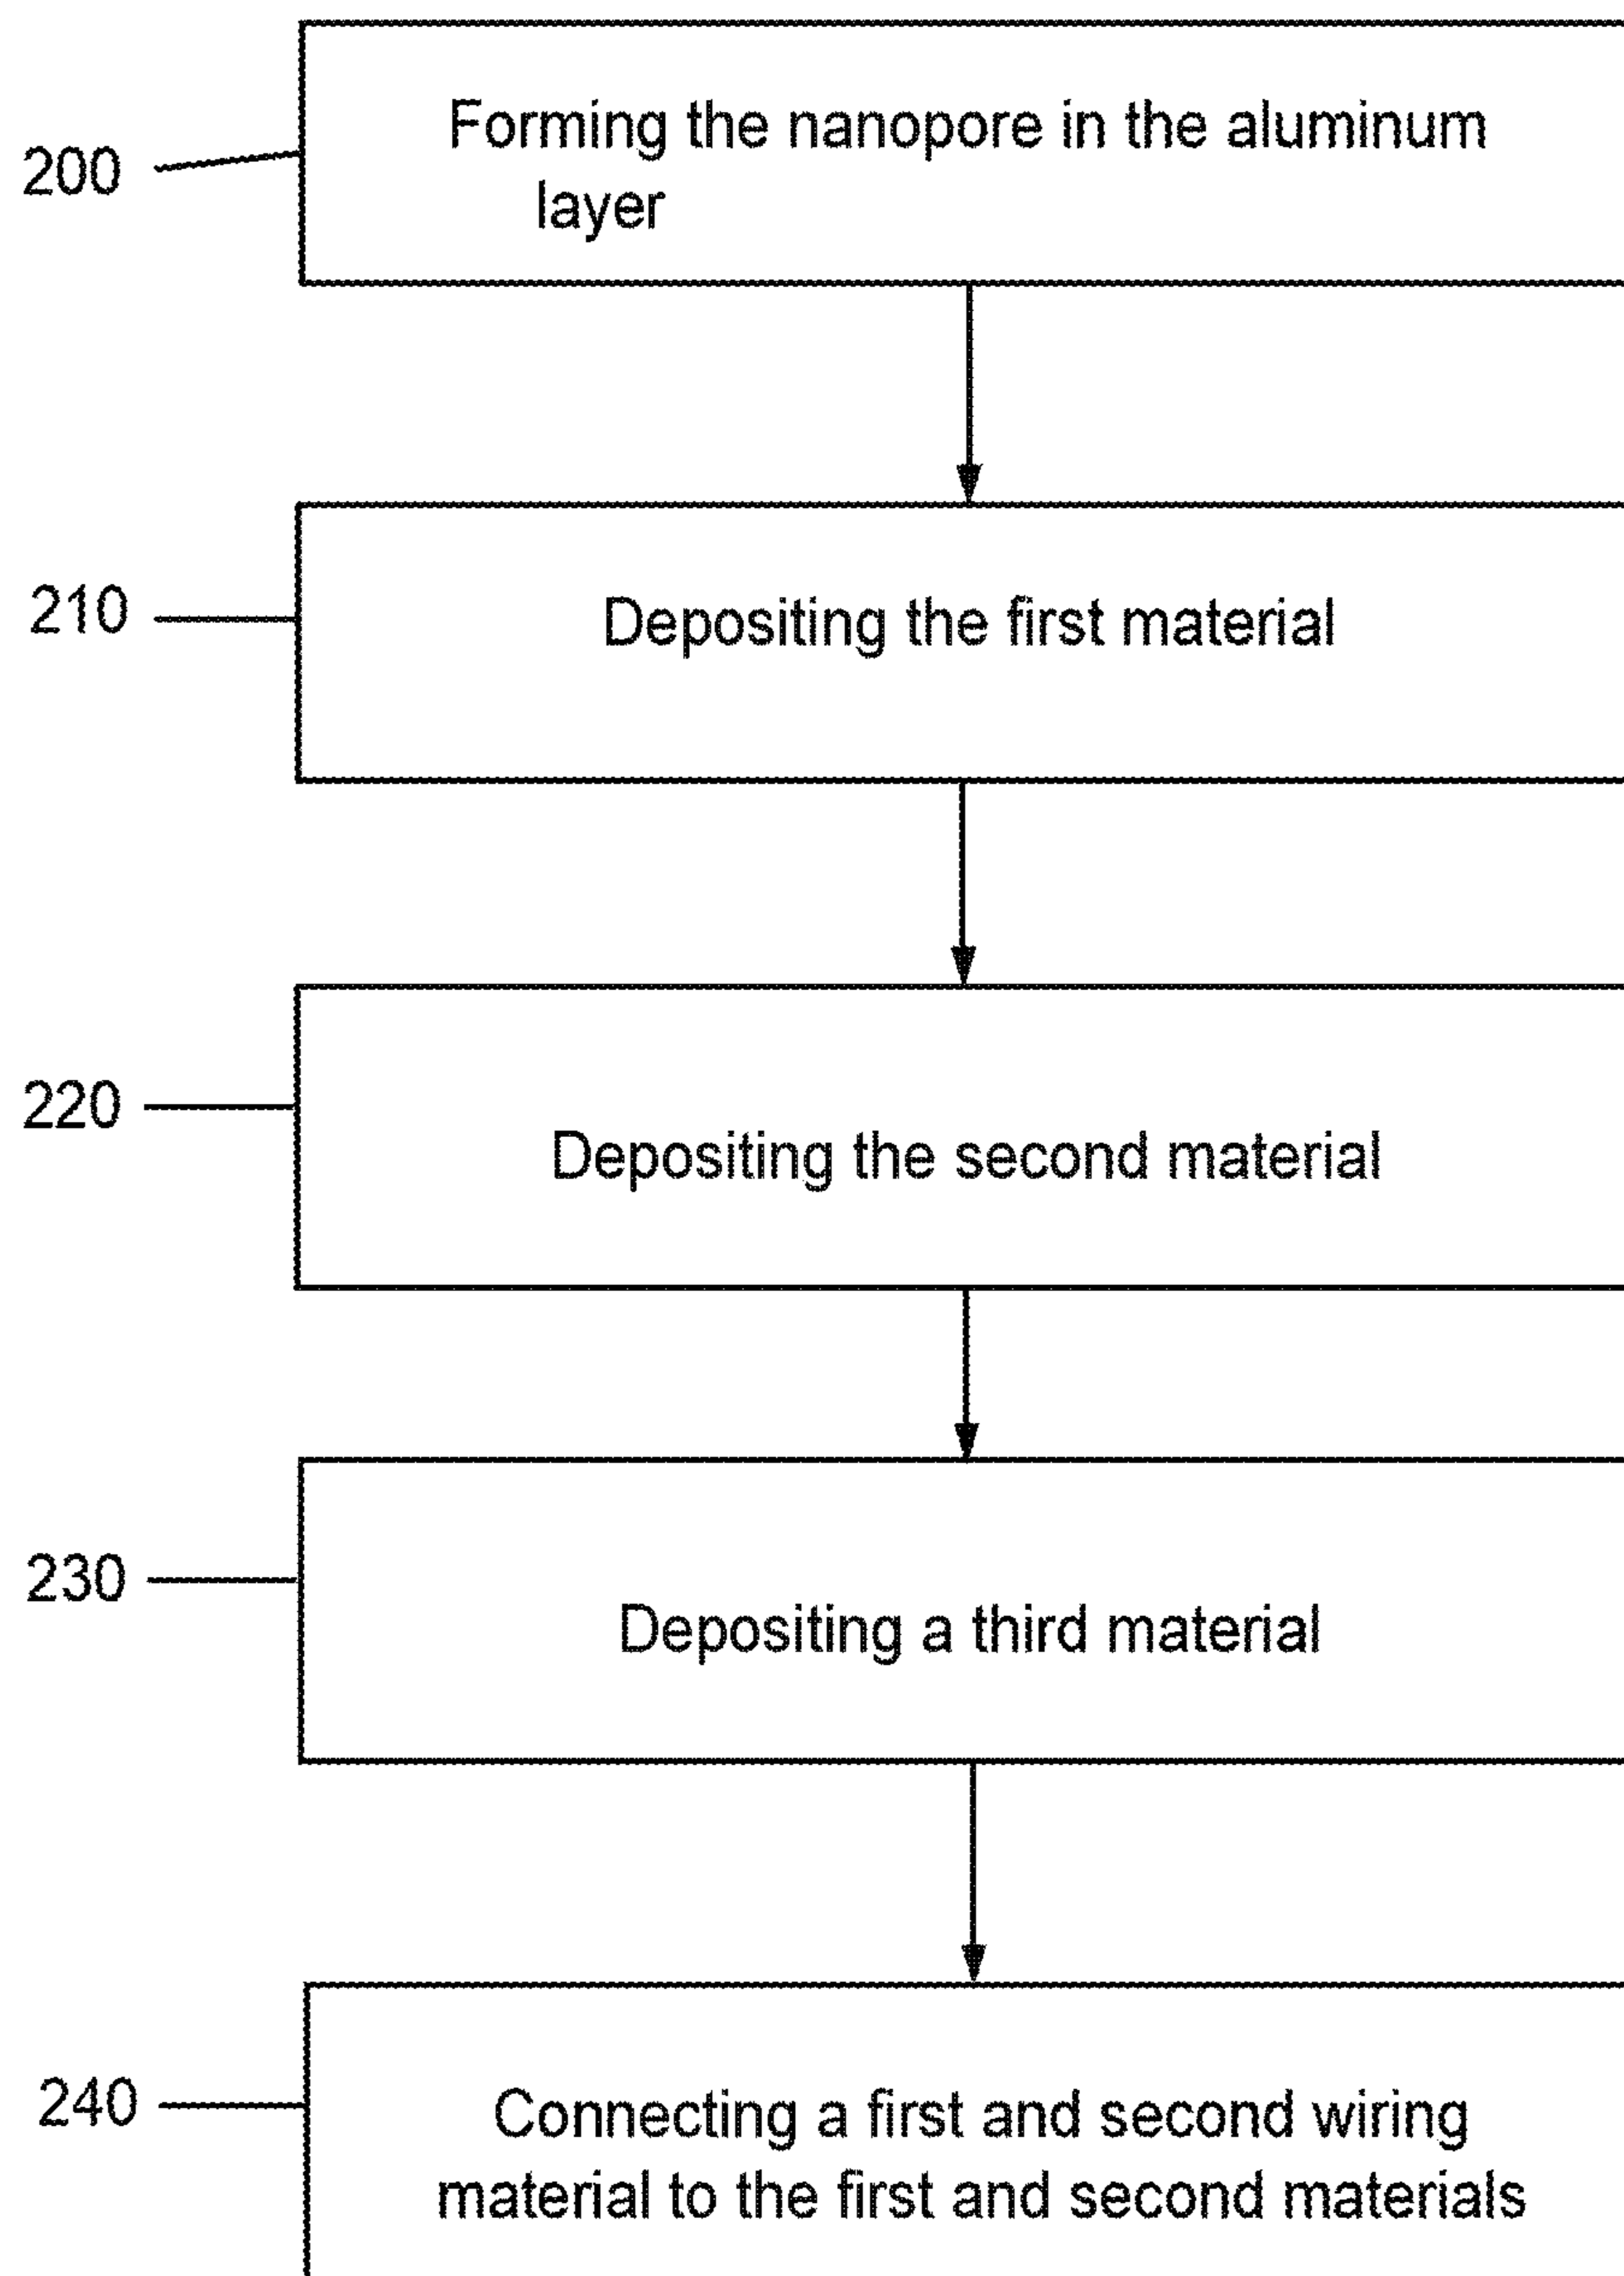 200
Forming the nanopore in the aluminum
layer
210
Depositing the first material
220
Depositing the second material
230
Depositing a third material
240
Connecting a first and second wiring
material to the first and second materials